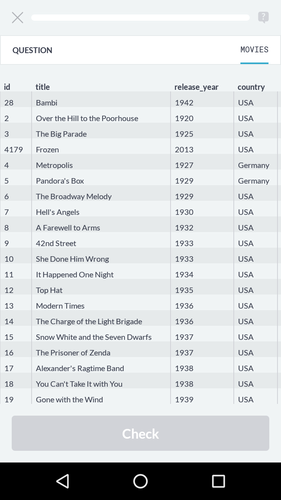 QUESTION MOVIES
id title release_year country
28 Bambi 1942 USA
2 Over the Hill to the Poorhouse 1920 USA
3 The Big Parade 1925 USA
4179 Frozen 2013 USA
4 Metropolis 1927 Germany
5 Pandora's Box 1929 Germany
6 The Broadway Melody 1929 USA
7 Hell's Angels 1930 USA
8 A Farewell to Arms 1932 USA
9 42nd Street 1933 USA
10 She Done Him Wrong 1933 USA
11 It Happened One Night 1934 USA
12 Top Hat 1935 USA
13 Modern Times 1936 USA
14 The Charge of the Light Brigade 1936 USA
15 Snow White and the Seven Dwarfs 1937 USA
16 The Prisoner of Zenda 1937 USA
17 Alexander's Ragtime Band 1938 USA
18 You Can't Take It with You 1938 USA
19 Gone with the Wind 1939 USA
Check